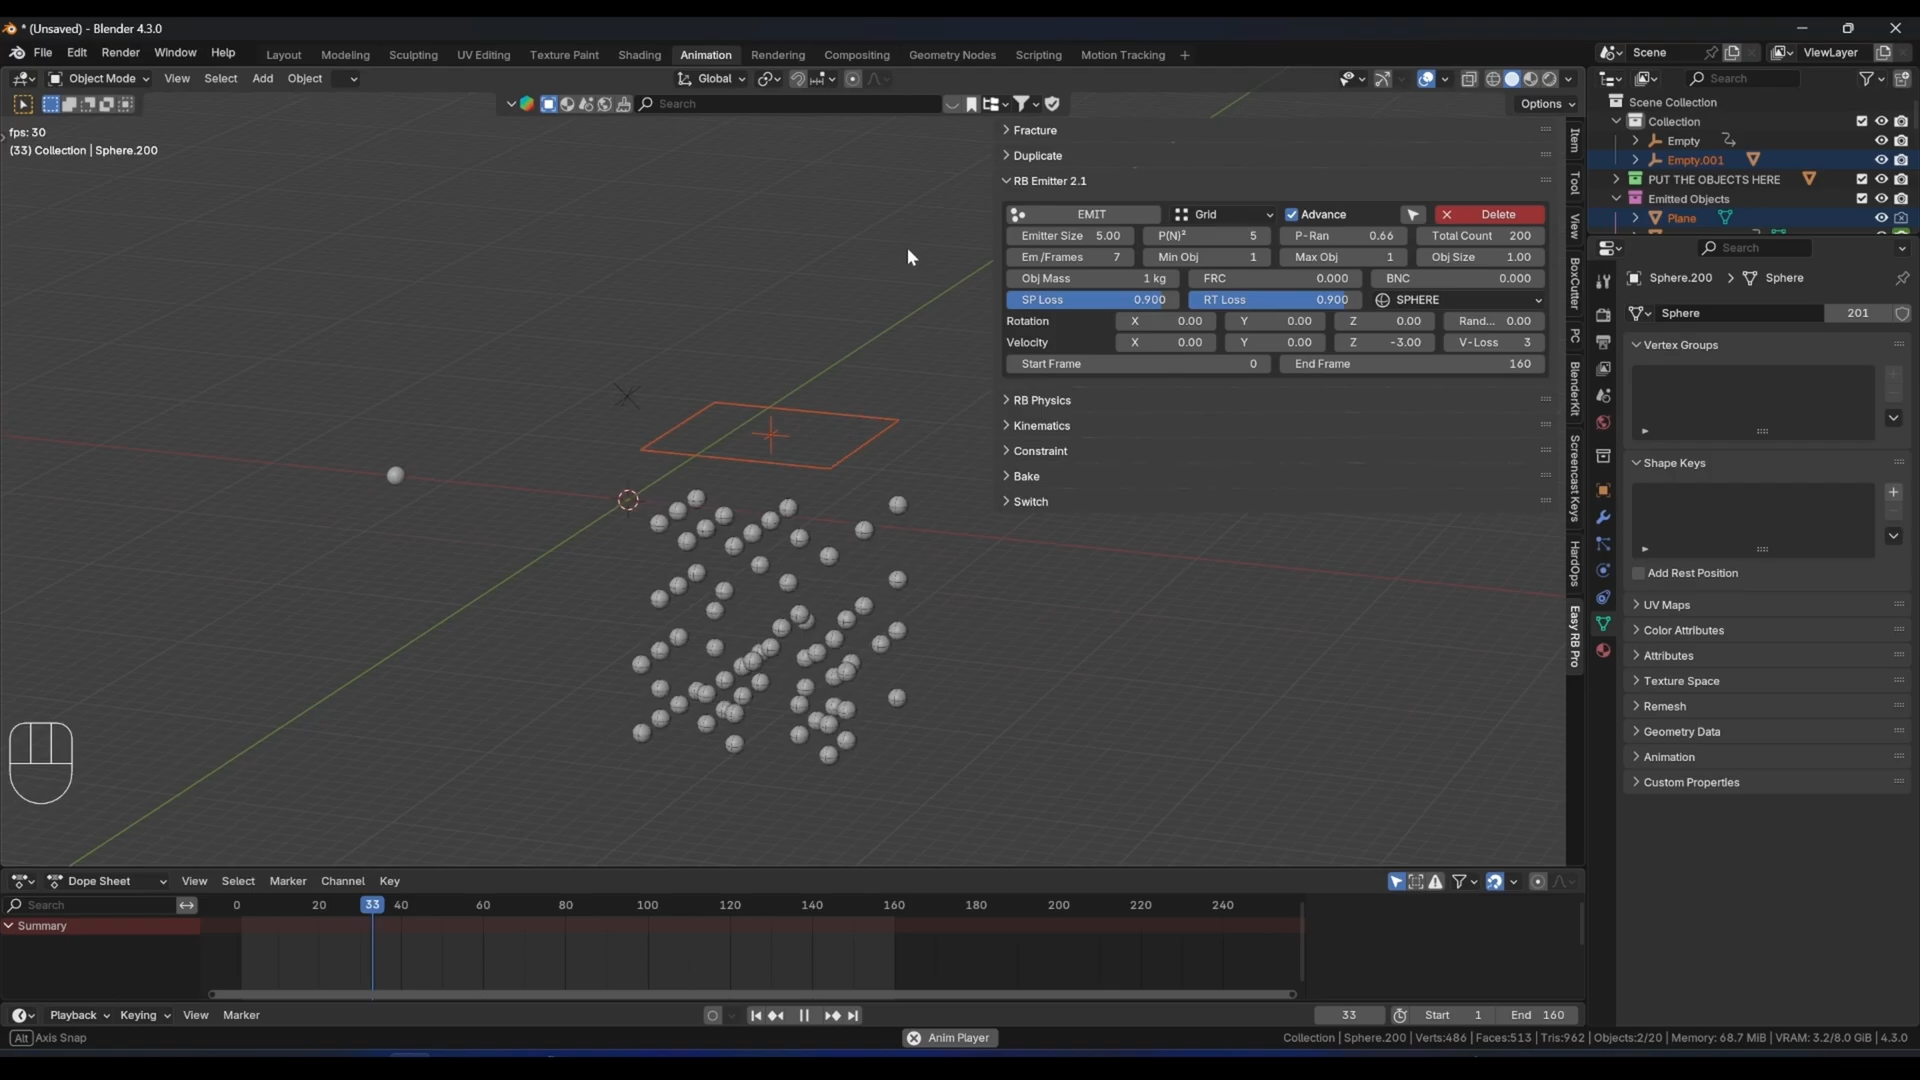 * (Unsaved) - Blender 4.3.0
File Edit Render Window Help
Layout Modeling Sculpting UV Editing Texture Paint Shading Animation Rendering Compositing Geometry Nodes Scripting Motion Tracking +
Scene ViewLayer
Object Mode View Select Add Object
Global
Search
Search
Options
fps: 30
(33) Collection | Sphere.200
Scene Collection
Collection
Empty
Empty.001
PUT THE OBJECTS HERE
Emitted Objects
Plane
Fracture
Duplicate
RB Emitter 2.1
EMIT Grid Advance Delete
Emitter Size 5.00 P(N)² 5 P-Ran 0.66 Total Count 200
Em /Frames 7 Min Obj 1 Max Obj 1 Obj Size 1.00
Obj Mass 1 kg FRC 0.000 BNC 0.000
SP Loss 0.900 RT Loss 0.900 SPHERE
Rotation X 0.00 Y 0.00 Z 0.00 Rand... 0.00
Velocity X 0.00 Y 0.00 Z -3.00 V-Loss 3
Start Frame 0 End Frame 160
RB Physics
Kinematics
Constraint
Bake
Switch
Item
Tool
View
BoxCutter
PC
BlenderKit
Screencast Keys
HardOps
Easy RB Pro
Search
Sphere.200 > Sphere
Sphere 201
Vertex Groups
Shape Keys
Add Rest Position
UV Maps
Color Attributes
Attributes
Texture Space
Remesh
Geometry Data
Animation
Custom Properties
Dope Sheet View Select Marker Channel Key
Search 0 20 33 40 60 80 100 120 140 160 180 200 220 240
Summary
Playback Keying View Marker 33 Start 1 End 160
Alt Axis Snap Anim Player Collection | Sphere.200 | Verts:486 | Faces:513 | Tris:962 | Objects:2/20 | Memory: 68.7 MiB | VRAM: 3.2/8.0 GiB | 4.3.0